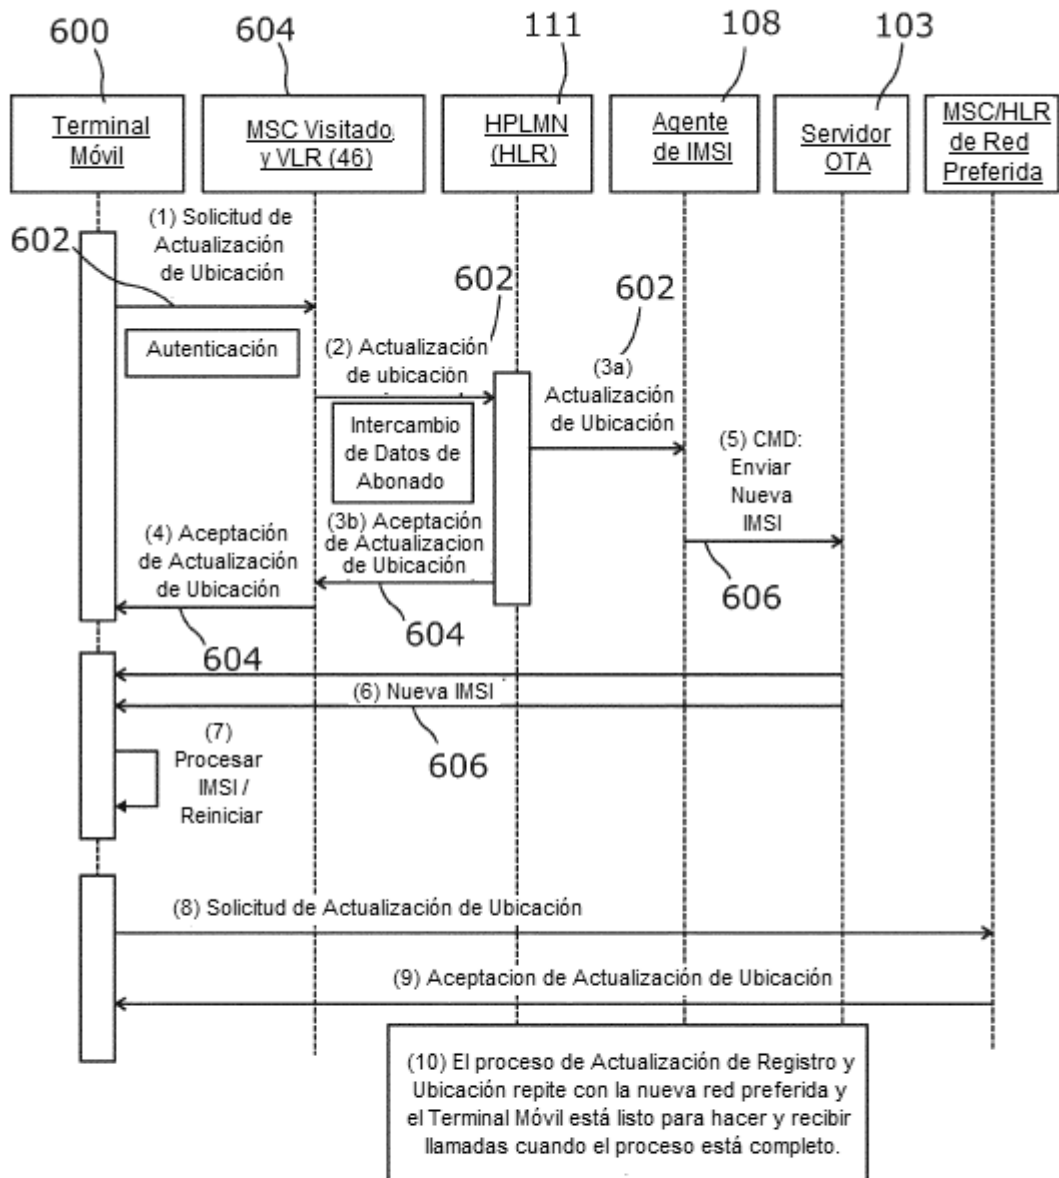 600
604
111
108
103
Terminal
Móvil
MSC Visitado
y VLR (46)
HPLMN
(HLR)
Agente
de IMSI
Servidor
OTA
MSC/HLR
de Red
Preferida
(1) Solicitud de
Actualización
de Ubicación
602
Autenticación
(2) Actualización
de ubicación
602
602
(3a)
Actualización
de Ubicación
Intercambio
de Datos de
Abonado
(5) CMD:
Enviar
Nueva
IMSI
606
(3b) Aceptación
de Actualizacion
de Ubicación
604
(4) Aceptación
de Actualización
de Ubicación
604
(6) Nueva IMSI
606
(7)
Procesar
IMSI /
Reiniciar
(8) Solicitud de Actualización de Ubicación
(9) Aceptacion de Actualización de Ubicación
(10) El proceso de Actualización de Registro y
Ubicación repite con la nueva red preferida y
el Terminal Móvil está listo para hacer y recibir
llamadas cuando el proceso está completo.